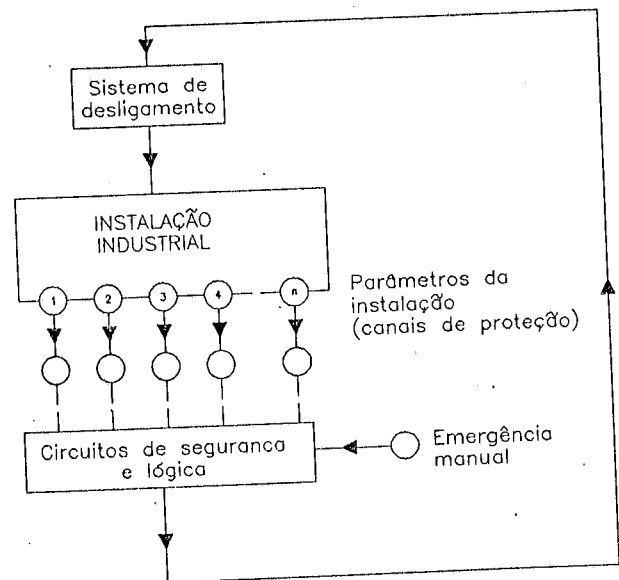 Sistema de
desligamento
INSTALAÇÃO
INDUSTRIAL
1 2 3 4 n
Parâmetros da
instalação
(canais de proteção)
Circuitos de seguranca
e lógica
Emergência
manual